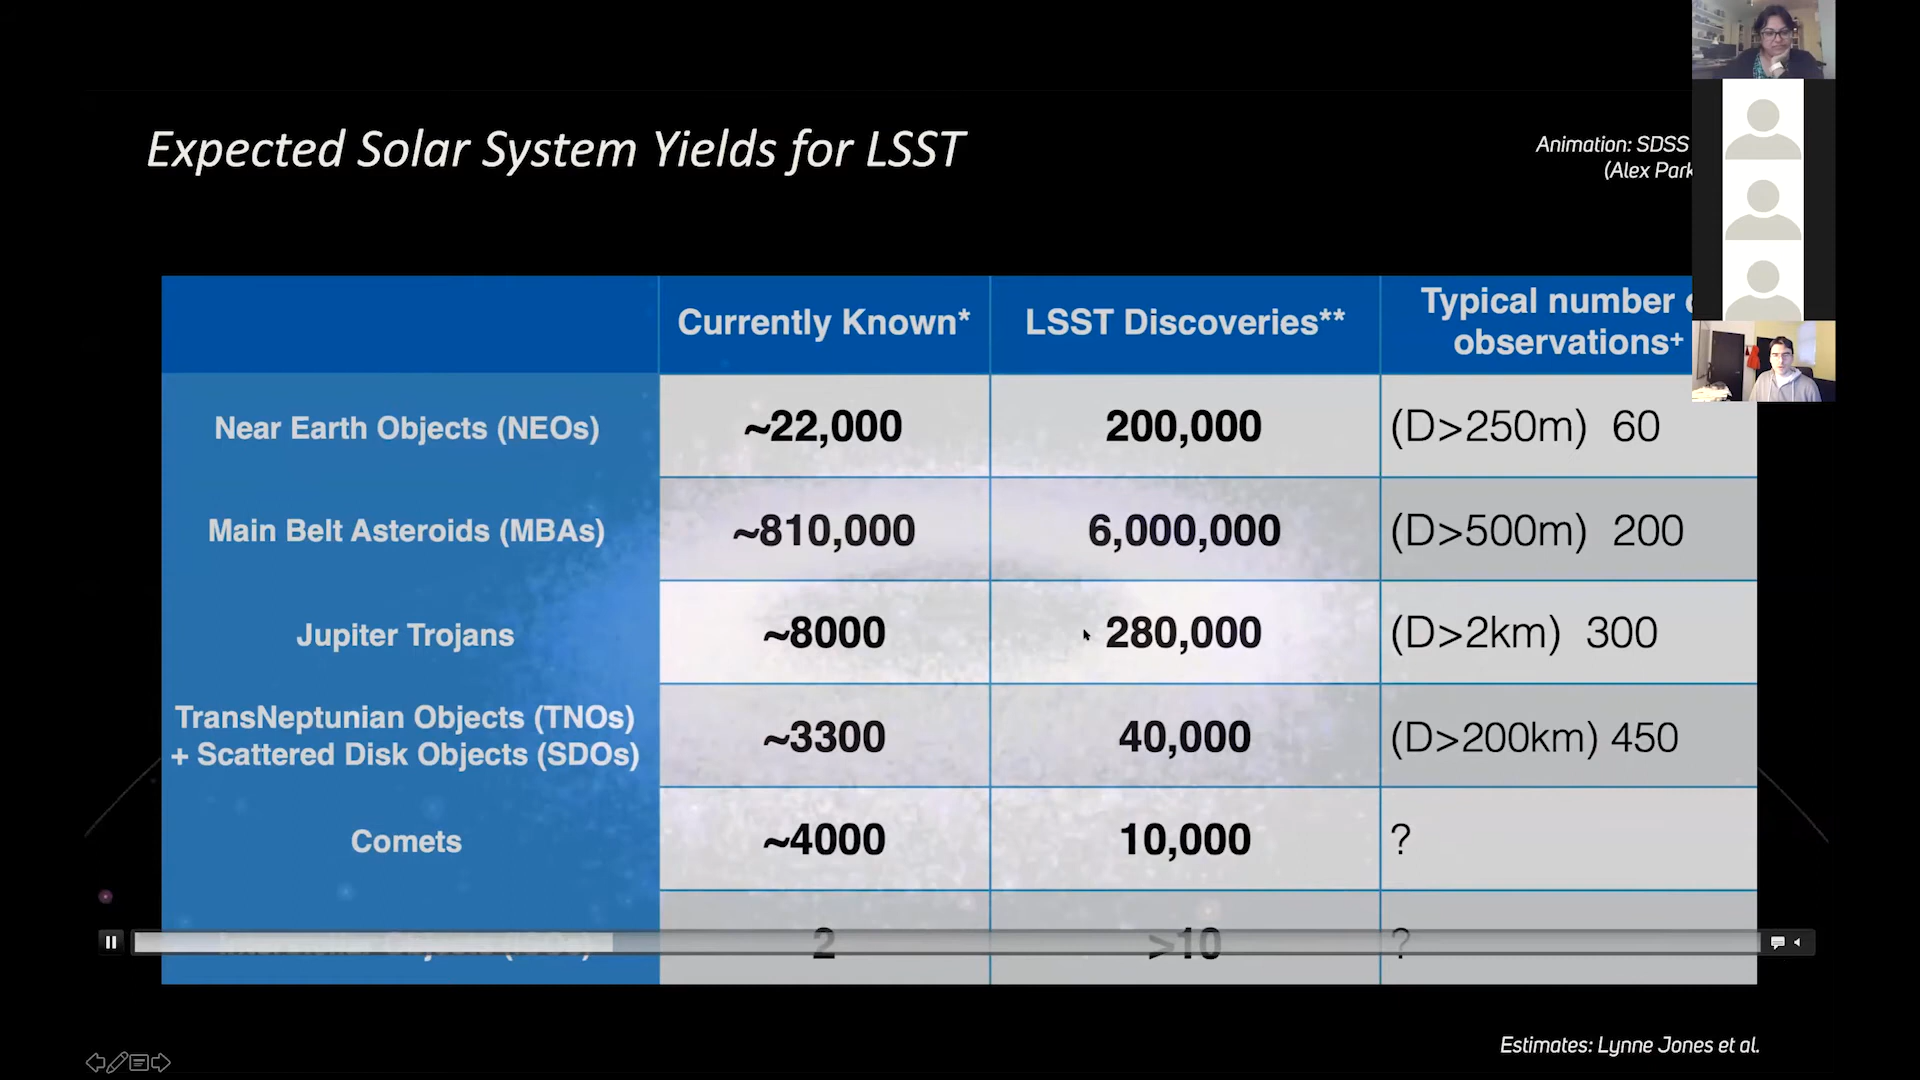 Expected Solar System Yields for LSST
Animation: SDSS
(Alex Park
Currently Known*
LSST Discoveries**
Typical number
observations+
Near Earth Objects (NEOs)
~22,000
200,000
(D>250m) 60
Main Belt Asteroids (MBAs)
~810,000
6,000,000
(D>500m) 200
Jupiter Trojans
~8000
280,000
(D>2km) 300
TransNeptunian Objects (TNOs)
+ Scattered Disk Objects (SDOs)
~3300
40,000
(D>200km) 450
Comets
~4000
10,000
?
2
>10
?
Estimates: Lynne Jones et al.